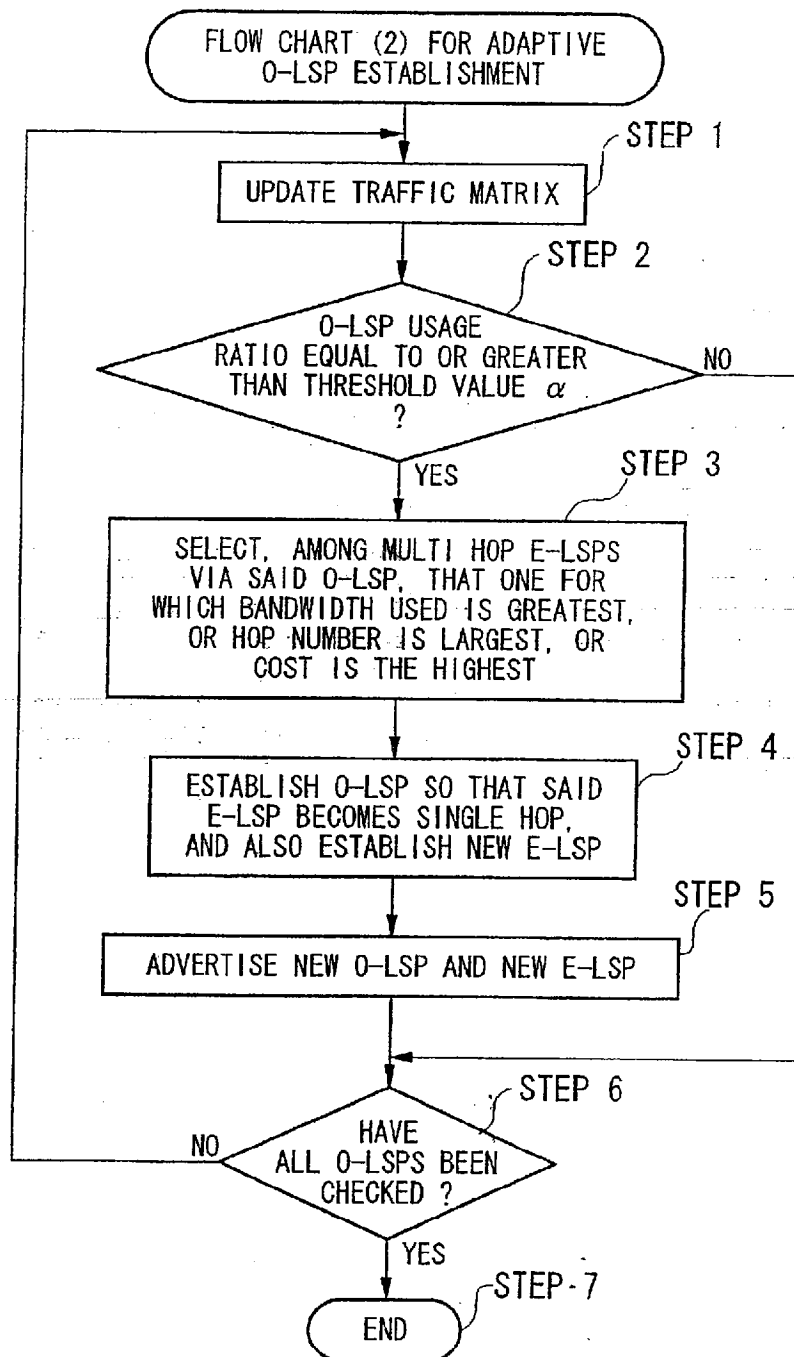 FLOW CHART (2) FOR ADAPTIVE
O-LSP ESTABLISHMENT
STEP 1
UPDATE TRAFFIC MATRIX
STEP 2
O-LSP USAGE
RATIO EQUAL TO OR GREATER
THAN THRESHOLD VALUE α
?
NO
YES
STEP 3
SELECT, AMONG MULTI HOP E-LSPS
VIA SAID O-LSP, THAT ONE FOR
WHICH BANDWIDTH USED IS GREATEST,
OR HOP NUMBER IS LARGEST, OR
COST IS THE HIGHEST
STEP 4
ESTABLISH O-LSP SO THAT SAID
E-LSP BECOMES SINGLE HOP,
AND ALSO ESTABLISH NEW E-LSP
STEP 5
ADVERTISE NEW O-LSP AND NEW E-LSP
STEP 6
HAVE
ALL O-LSPS BEEN
CHECKED ?
NO
YES
STEP 7
END